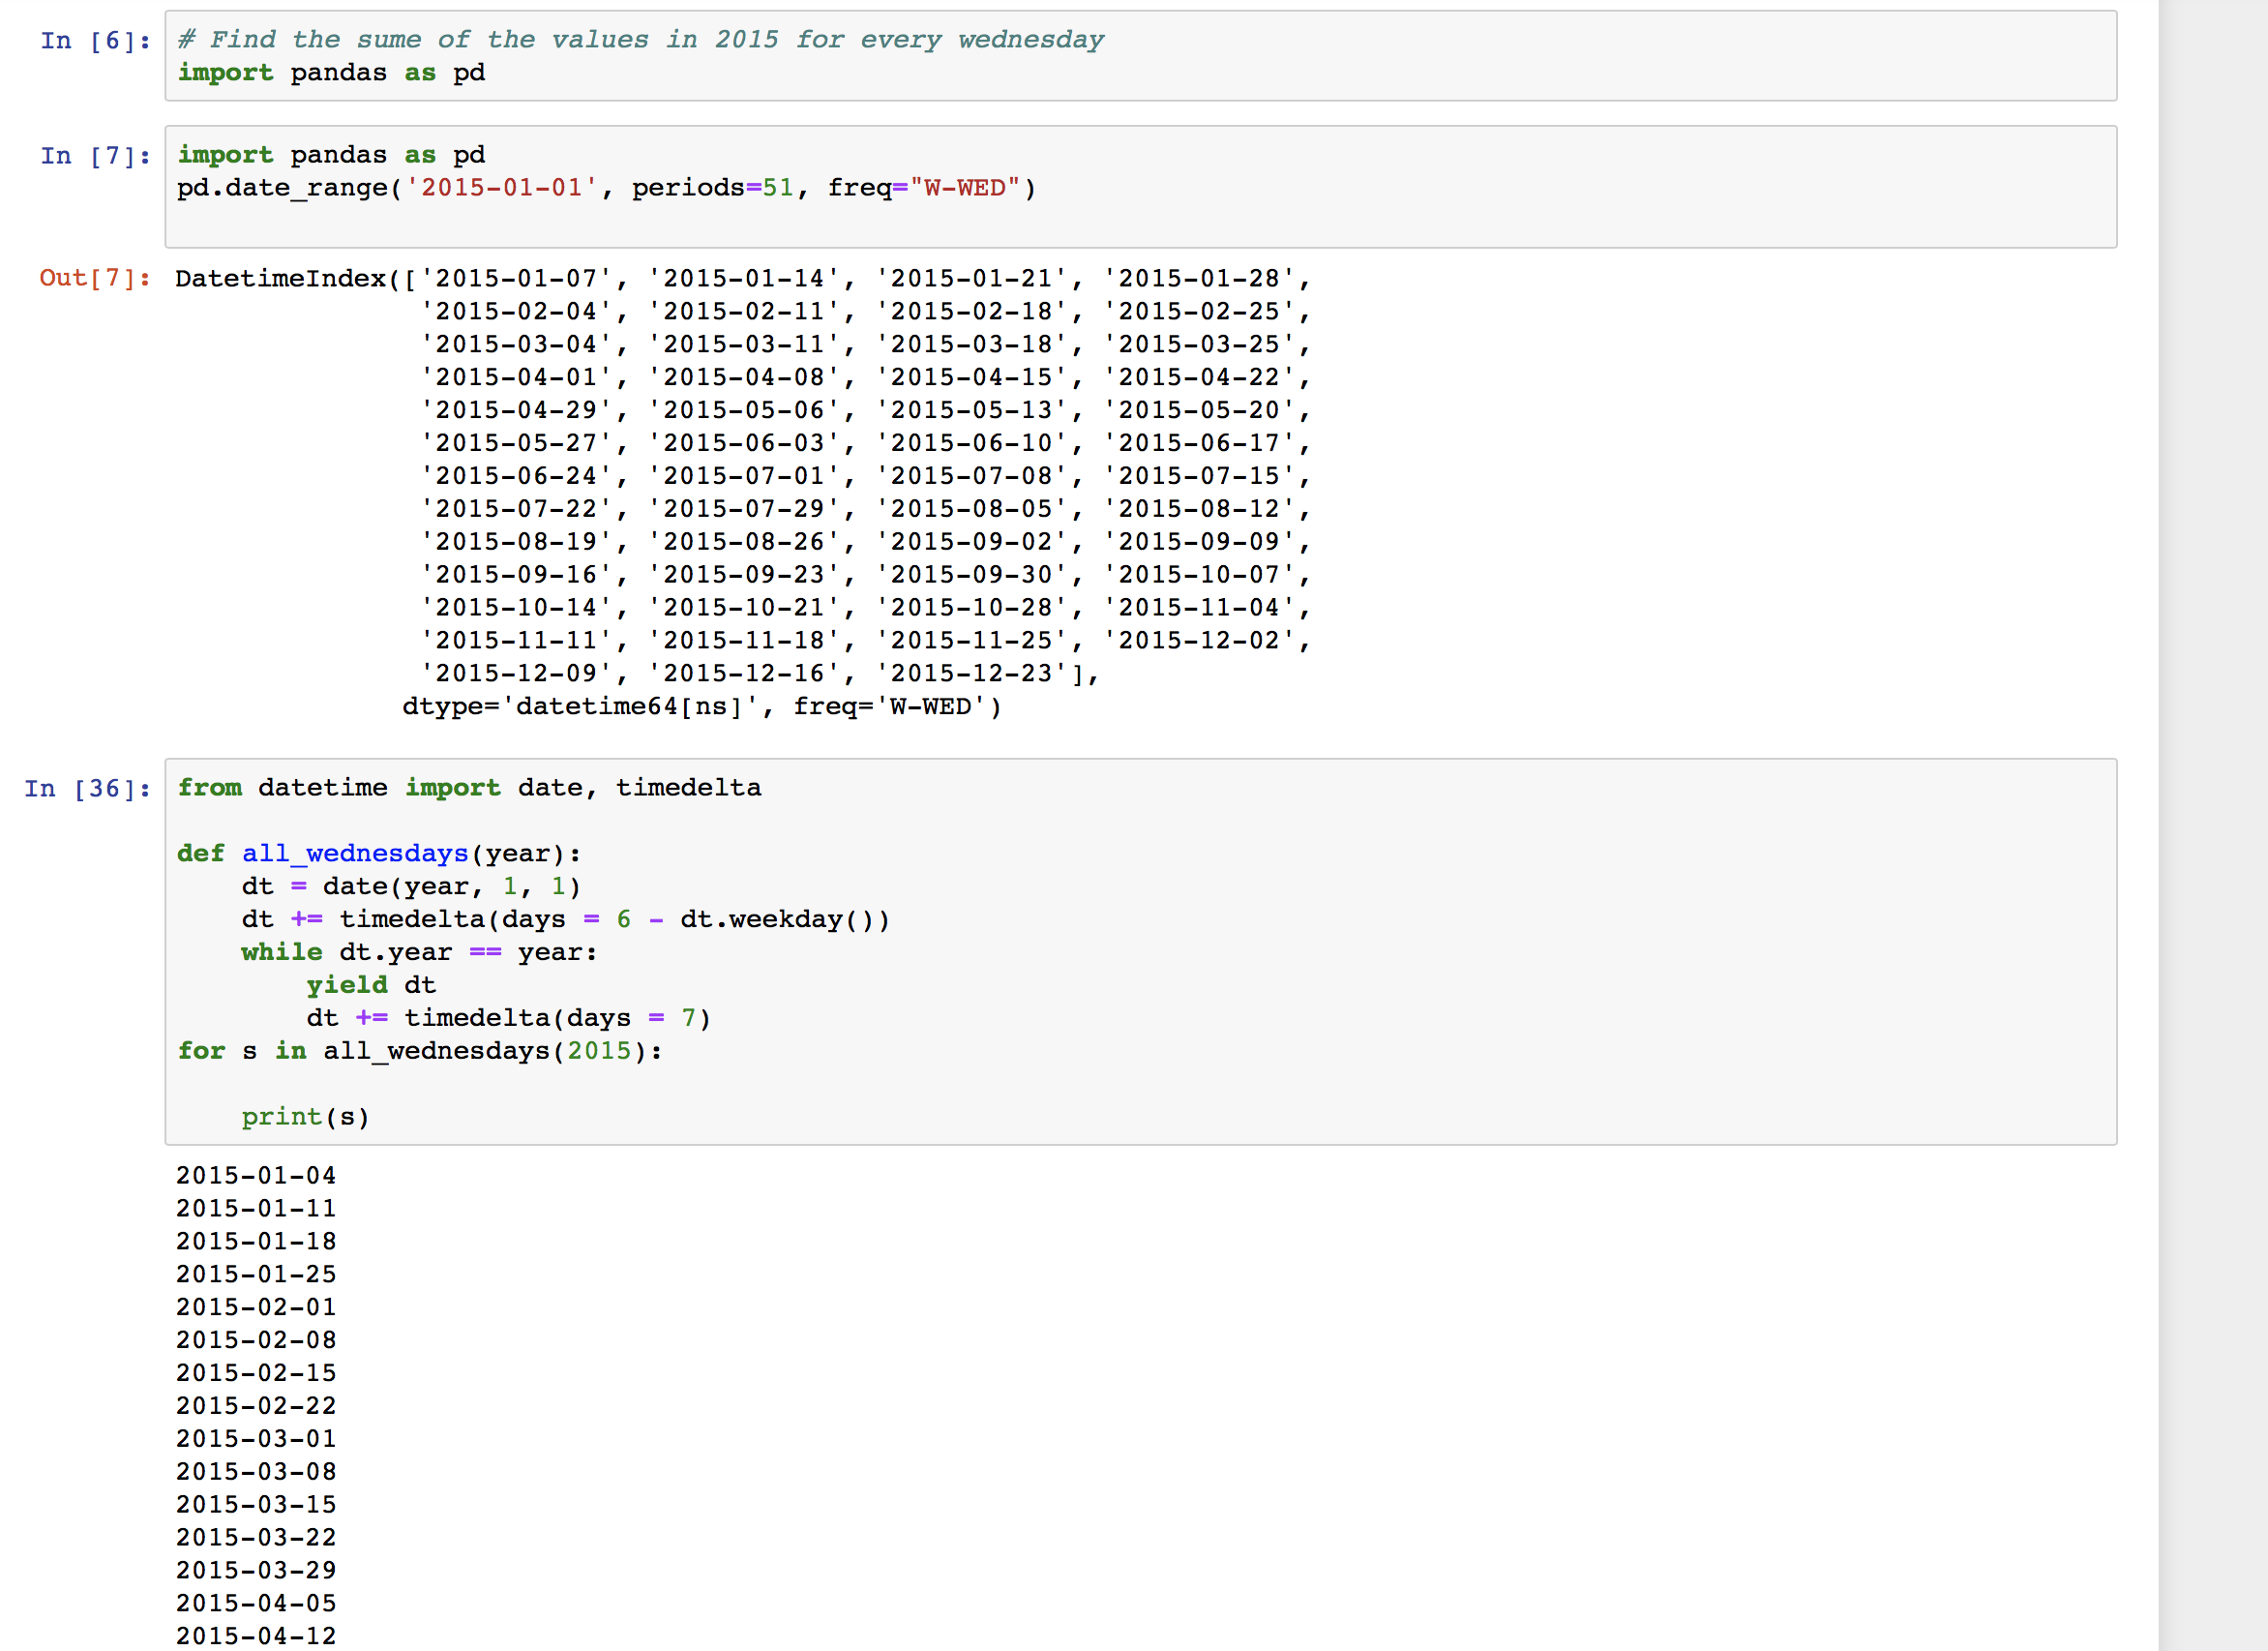 In [6]: # Find the sume of the values in 2015 for every wednesday
import pandas as pd
In [7]: import pandas as pd
pd.date_range('2015-01-01', periods=51, freq="W-WED")
Out[7]: DatetimeIndex(['2015-01-07', '2015-01-14', '2015-01-21', '2015-01-28',
'2015-02-04', '2015-02-11', '2015-02-18', '2015-02-25',
'2015-03-04', '2015-03-11', '2015-03-18', '2015-03-25',
'2015-04-01', '2015-04-08', '2015-04-15', '2015-04-22',
'2015-04-29', '2015-05-06', '2015-05-13', '2015-05-20',
'2015-05-27', '2015-06-03', '2015-06-10', '2015-06-17',
'2015-06-24', '2015-07-01', '2015-07-08', '2015-07-15',
'2015-07-22', '2015-07-29', '2015-08-05', '2015-08-12',
'2015-08-19', '2015-08-26', '2015-09-02', '2015-09-09',
'2015-09-16', '2015-09-23', '2015-09-30', '2015-10-07',
'2015-10-14', '2015-10-21', '2015-10-28', '2015-11-04',
'2015-11-11', '2015-11-18', '2015-11-25', '2015-12-02',
'2015-12-09', '2015-12-16', '2015-12-23'],
dtype='datetime64[ns]', freq='W-WED')
In [36]: from datetime import date, timedelta
def all_wednesdays(year):
    dt = date(year, 1, 1)
    dt += timedelta(days = 6 - dt.weekday())
    while dt.year == year:
        yield dt
        dt += timedelta(days = 7)
for s in all_wednesdays(2015):
    print(s)
2015-01-04
2015-01-11
2015-01-18
2015-01-25
2015-02-01
2015-02-08
2015-02-15
2015-02-22
2015-03-01
2015-03-08
2015-03-15
2015-03-22
2015-03-29
2015-04-05
2015-04-12